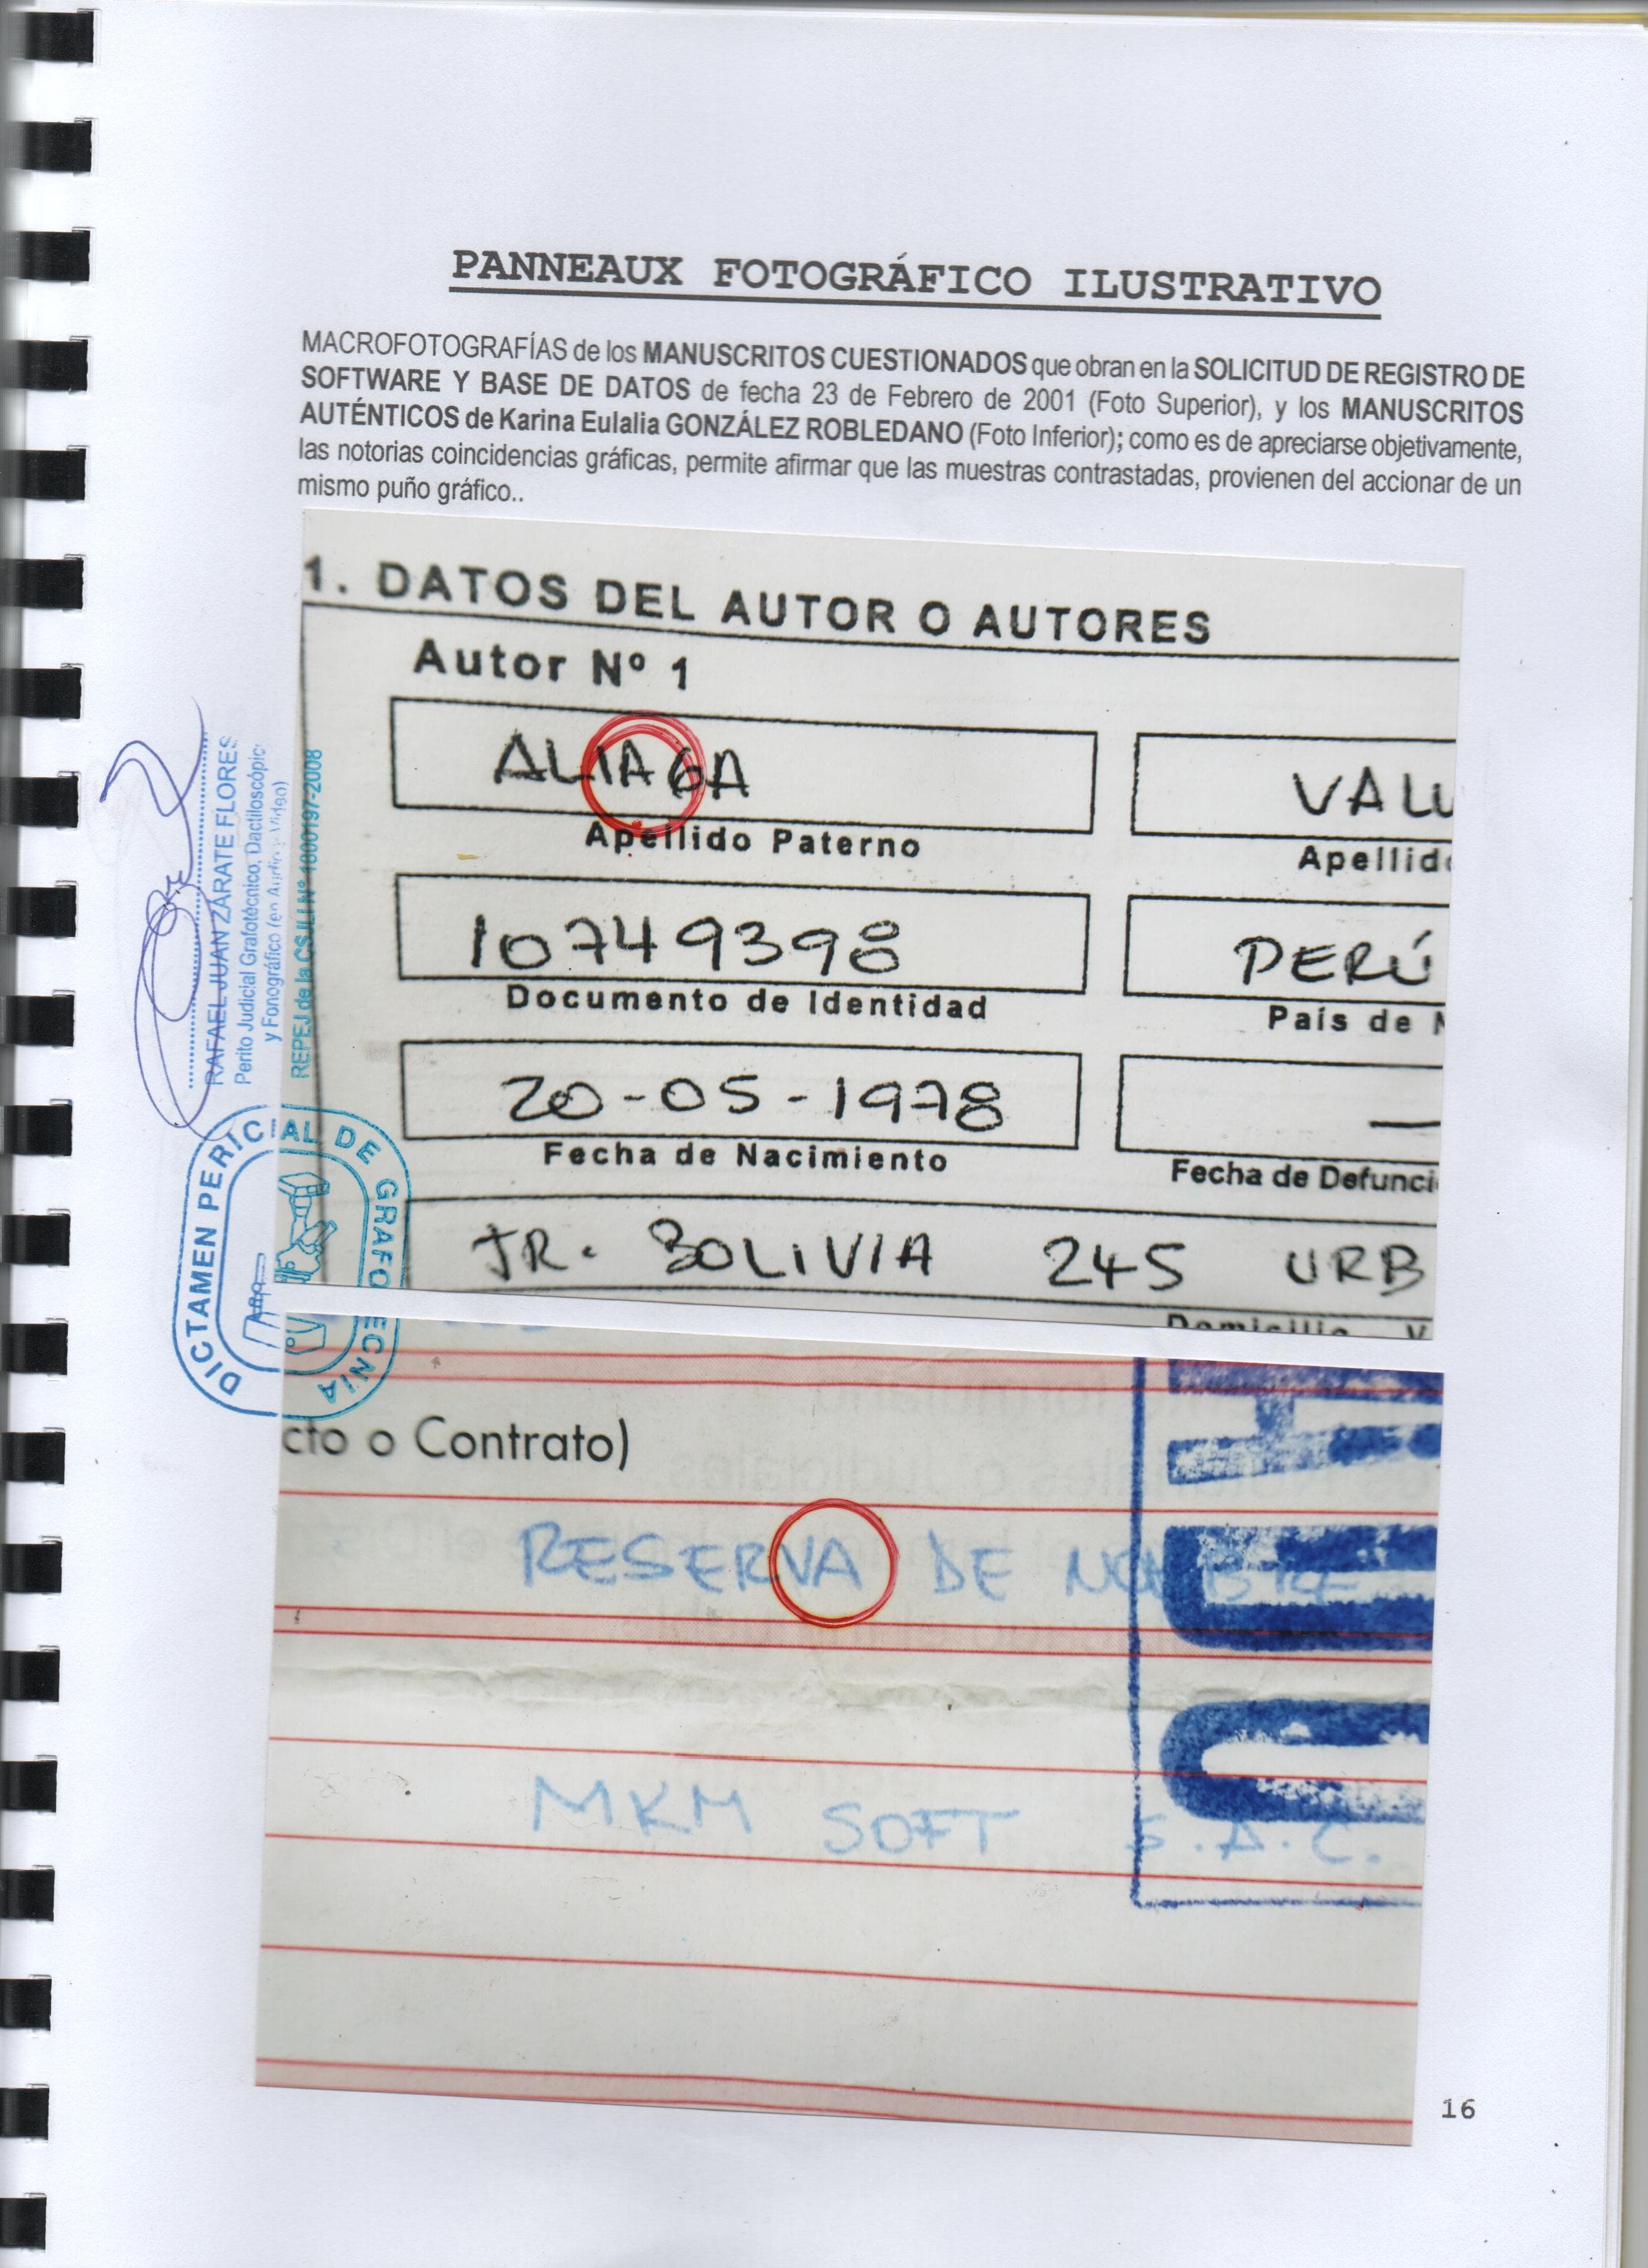 PANNEAUX FOTOGRÁFICO ILUSTRATIVO
MACROFOTOGRAFÍAS de los MANUSCRITOS CUESTIONADOS que obran en la SOLICITUD DE REGISTRO DE
SOFTWARE Y BASE DE DATOS de fecha 23 de Febrero de 2001 (Foto Superior), y los MANUSCRITOS
AUTÉNTICOS de Karina Eulalia GONZÁLEZ ROBLEDANO (Foto Inferior); como es de apreciarse objetivamente,
las notorias coincidencias gráficas, permite afirmar que las muestras contrastadas, provienen del accionar de un
mismo puño gráfico..
1. DATOS DEL AUTOR O AUTORES
Autor Nº 1
ALIAGA
VALU
Apellido Paterno
Apellido
10749398
PERÚ
Documento de Identidad
País de N
20-05-1978
—
Fecha de Nacimiento
Fecha de Defunci
JR. BOLIVIA 245 URB
Domicilio
RAFAEL JUAN ZÁRATE FLORES
Perito Judicial Grafotécnico, Dactiloscópic
y Fonográfico (en Audio y Video)
REPEJ de la CSJLI Nº 1000197-2008
DICTAMEN PERICIAL DE GRAFOTECNIA
cto o Contrato)
RESERVA DE NOMBRE
MKM SOFT S.A.C.
16